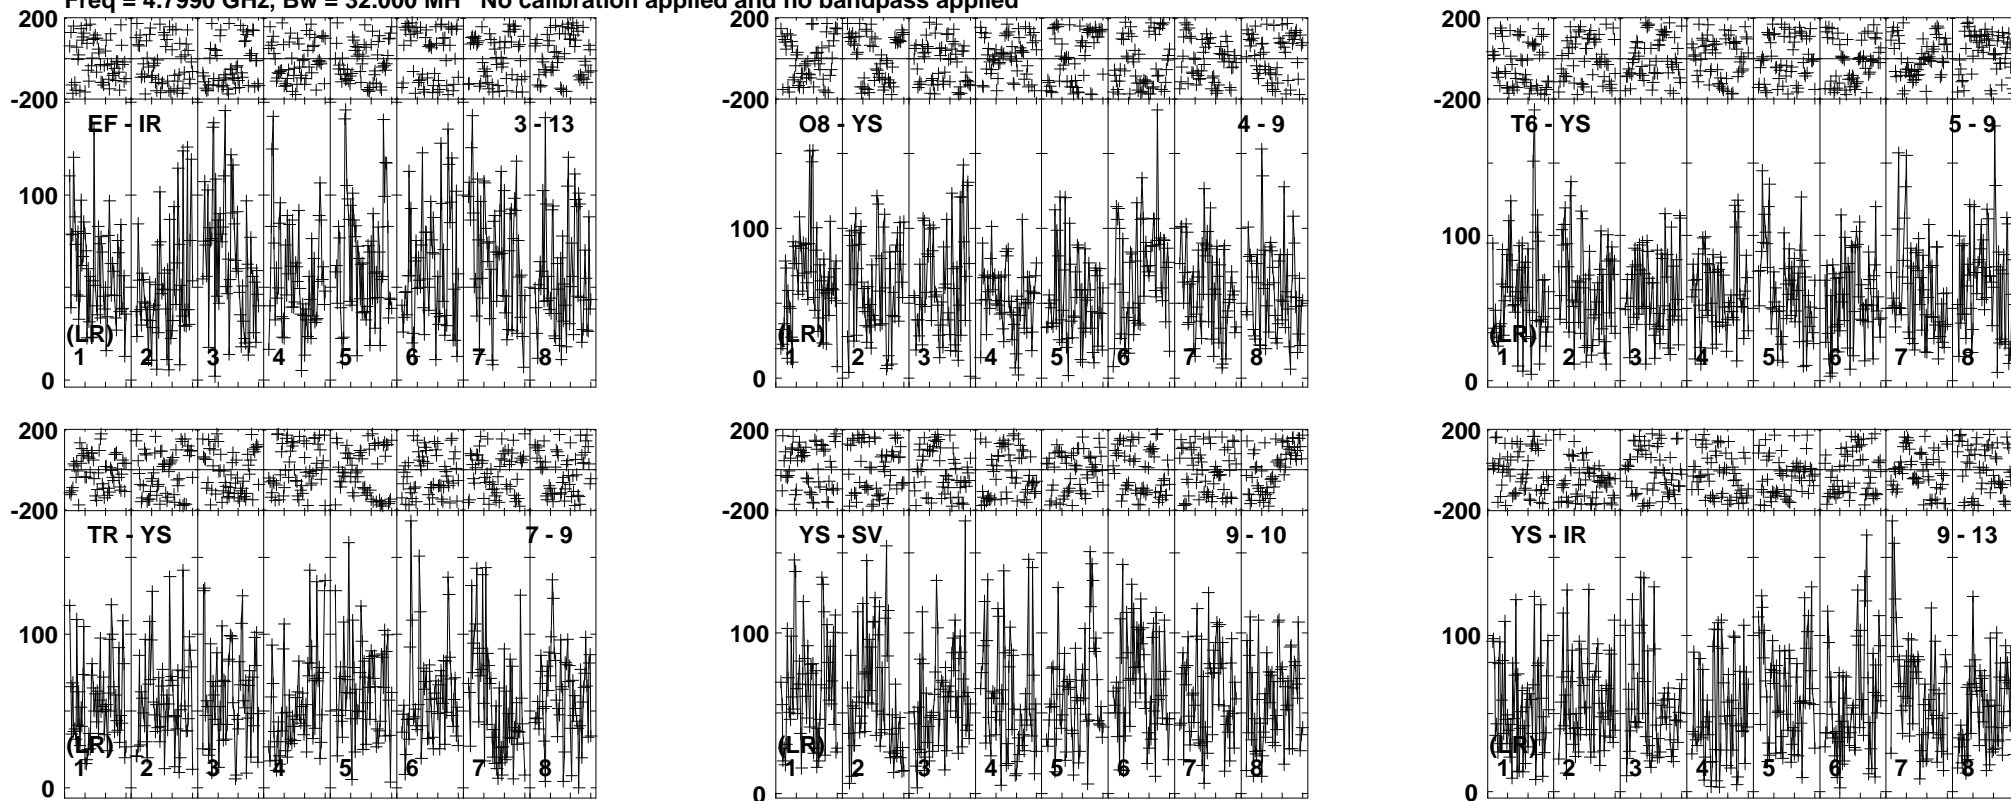 Freq = 4.7990 GHz, Bw = 32.000 MH No calibration applied and no bandpass applied
200
-200
EF - IR 3 - 13
100
(LR)
1 2 3 4 5 6 7 8
0
200
-200
O8 - YS 4 - 9
100
(LR)
1 2 3 4 5 6 7 8
0
200
-200
T6 - YS 5 - 9
100
(LR)
1 2 3 4 5 6 7 8
0
200
-200
TR - YS 7 - 9
100
(LR)
1 2 3 4 5 6 7 8
0
200
-200
YS - SV 9 - 10
100
(LR)
1 2 3 4 5 6 7 8
0
200
-200
YS - IR 9 - 13
100
(LR)
1 2 3 4 5 6 7 8
0